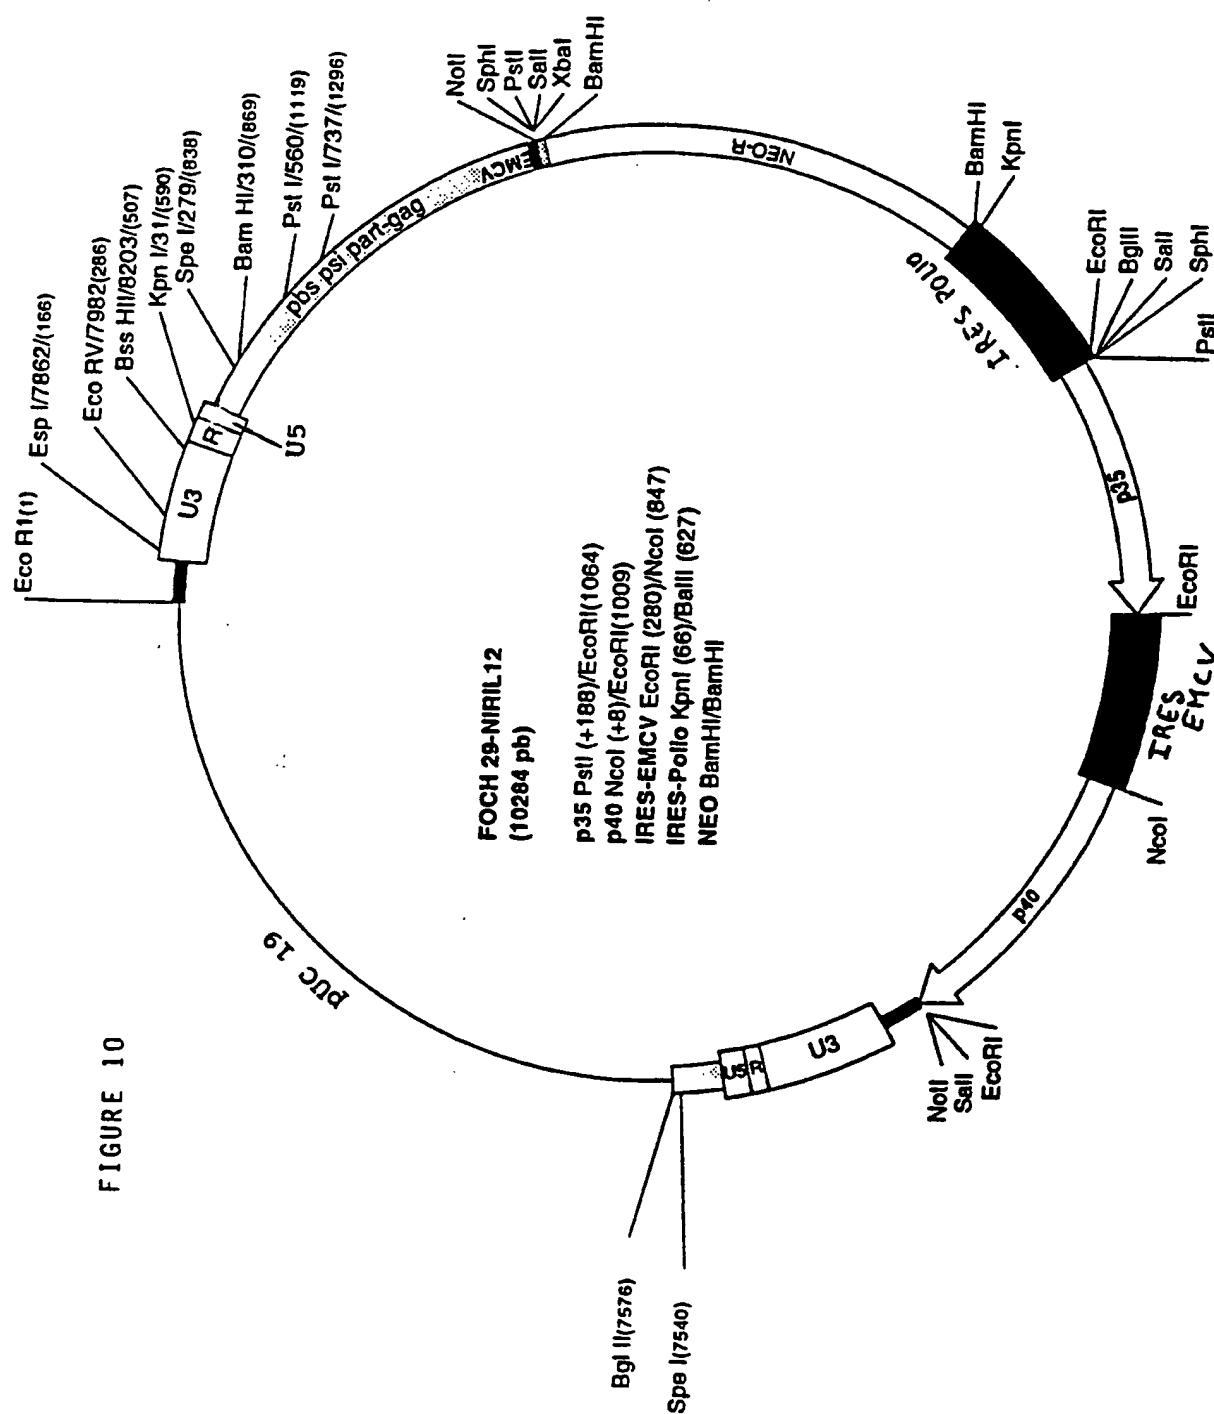 FIGURE 10
Eco R1(1)
Esp I/7862/(166)
Eco RV/7982(286)
Bss HII/8203/(507)
Kpn I/31/(590)
Spe I/279/(838)
Bam HI/310/(869)
Pst I/560/(1119)
Pst I/737/(1296)
NotI
SphI
PstI
SalI
XbaI
BamHI
U3
R
U5
pbs psi part-gag
EMCV
NEO-R
BamHI
KpnI
IRES POLIO
EcoRI
BglII
SalI
SphI
PstI
p35
EcoRI
IRES
EMCV
NcoI
p40
NotI
SalI
EcoRI
U3
R
U5
Spe I(7540)
Bgl II(7576)
pUC 19
FOCH 29-NIRIL12
(10284 pb)
p35 PstI (+188)/EcoRI(1064)
p40 NcoI (+8)/EcoRI(1009)
IRES-EMCV EcoRI (280)/NcoI (847)
IRES-Polio KpnI (66)/BalII (627)
NEO BamHI/BamHI